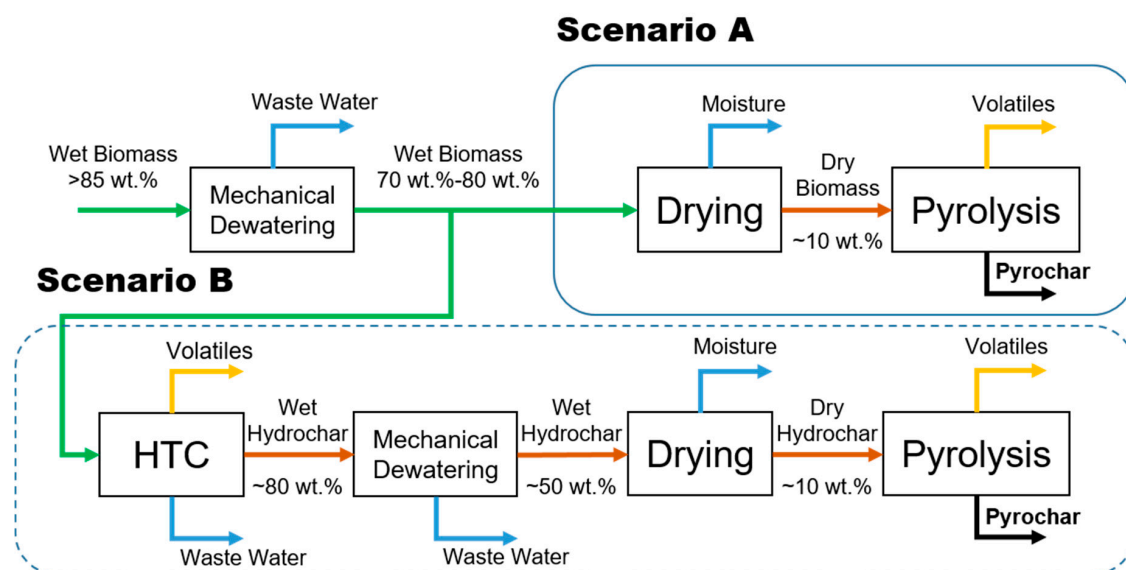 Scenario A
Waste Water
Moisture
Volatiles
Wet Biomass
>85 wt.%
Mechanical
Dewatering
Wet Biomass
70 wt.%-80 wt.%
Drying
Dry
Biomass
~10 wt.%
Pyrolysis
Pyrochar
Scenario B
Volatiles
Moisture
Volatiles
HTC
Wet
Hydrochar
~80 wt.%
Mechanical
Dewatering
Wet
Hydrochar
~50 wt.%
Drying
Dry
Hydrochar
~10 wt.%
Pyrolysis
Pyrochar
Waste Water
Waste Water